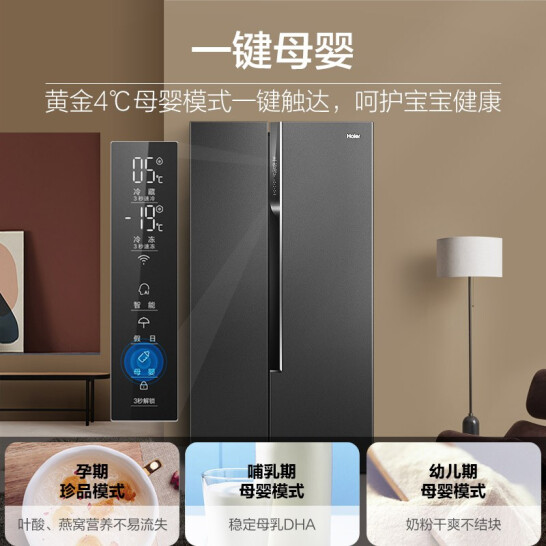 一键母婴
黄金4℃母婴模式一键触达，呵护宝宝健康
Haier
05℃
冷藏
3秒速冷
-19℃
冷冻
3秒速冻
智能
假日
母婴
3秒解锁
孕期
珍品模式
叶酸、燕窝营养不易流失
哺乳期
母婴模式
稳定母乳DHA
幼儿期
母婴模式
奶粉干爽不结块